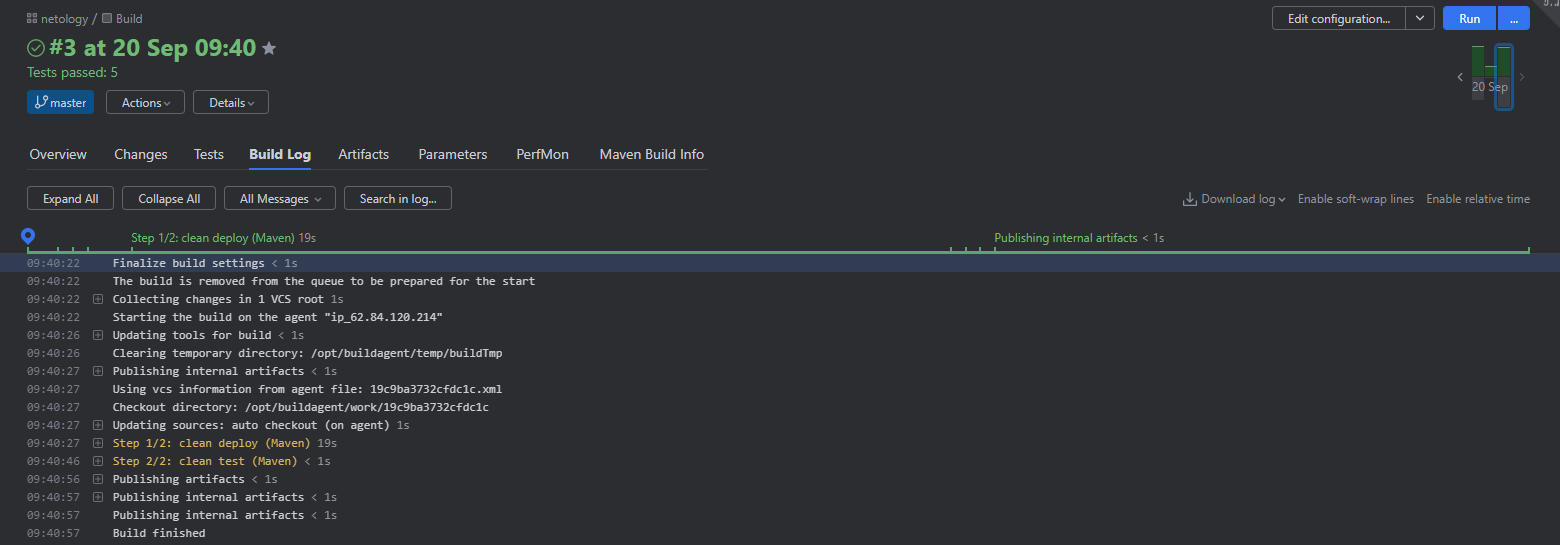 netology / Build
Edit configuration...
Run
...
#3 at 20 Sep 09:40
Tests passed: 5
20 Sep
master
Actions
Details
Overview Changes Tests Build Log Artifacts Parameters PerfMon Maven Build Info
Expand All Collapse All All Messages Search in log...
Download log Enable soft-wrap lines Enable relative time
Step 1/2: clean deploy (Maven) 19s Publishing internal artifacts < 1s
09:40:22 Finalize build settings < 1s
09:40:22 The build is removed from the queue to be prepared for the start
09:40:22 Collecting changes in 1 VCS root 1s
09:40:22 Starting the build on the agent "ip_62.84.120.214"
09:40:26 Updating tools for build < 1s
09:40:26 Clearing temporary directory: /opt/buildagent/temp/buildTmp
09:40:27 Publishing internal artifacts < 1s
09:40:27 Using vcs information from agent file: 19c9ba3732cfdc1c.xml
09:40:27 Checkout directory: /opt/buildagent/work/19c9ba3732cfdc1c
09:40:27 Updating sources: auto checkout (on agent) 1s
09:40:27 Step 1/2: clean deploy (Maven) 19s
09:40:46 Step 2/2: clean test (Maven) < 1s
09:40:56 Publishing artifacts < 1s
09:40:57 Publishing internal artifacts < 1s
09:40:57 Publishing internal artifacts < 1s
09:40:57 Build finished